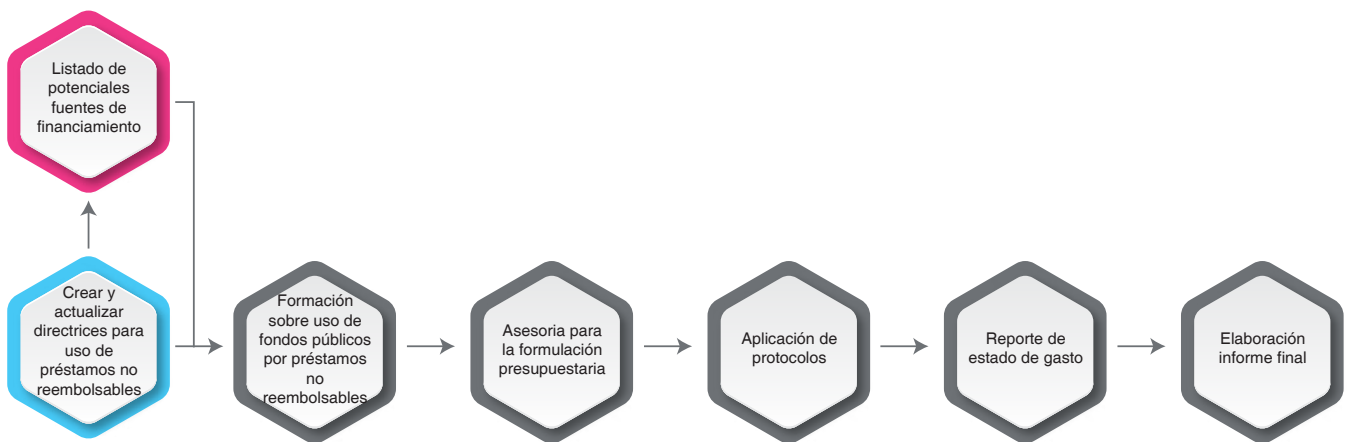 Listado de
potenciales
fuentes de
financiamiento
Crear y
actualizar
directrices para
uso de
préstamos no
reembolsables
Formación
sobre uso de
fondos públicos
por préstamos
no
reembolsables
Asesoria para
la formulación
presupuestaria
Aplicación de
protocolos
Reporte de
estado de gasto
Elaboración
informe final